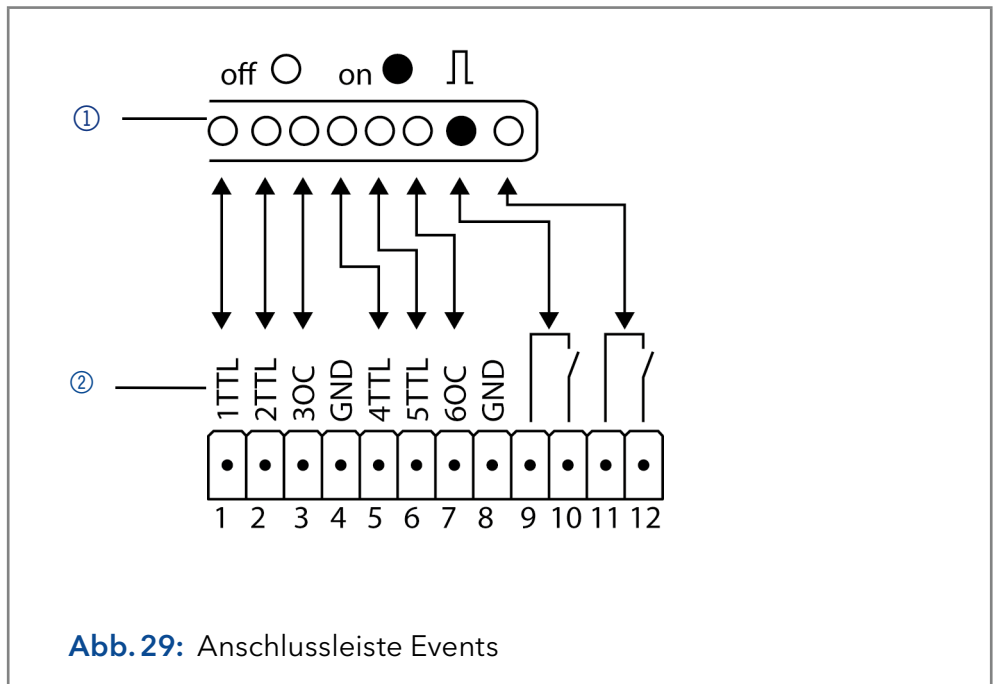 off on
①
②
1TTL 2TTL 3OC GND 4TTL 5TTL 6OC GND
1 2 3 4 5 6 7 8 9 10 11 12
Abb. 29: Anschlussleiste Events